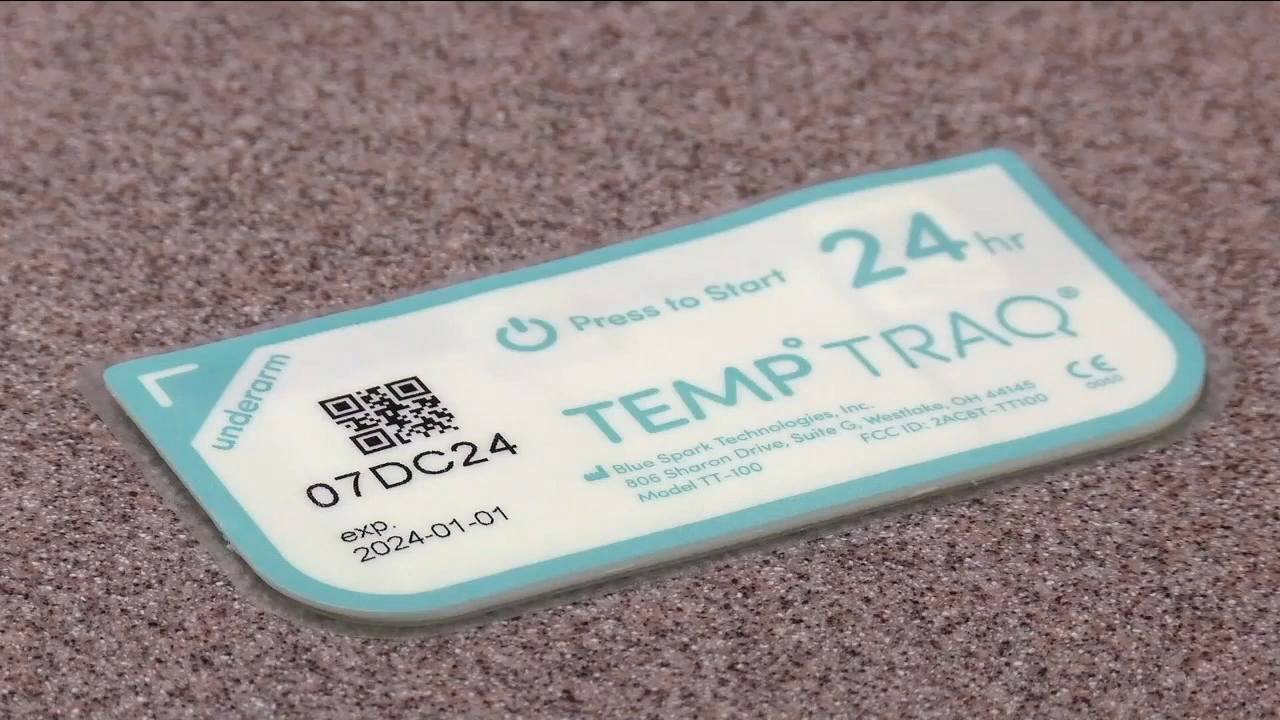 24 hr
Press to Start
underarm
TEMP° TRAQ®
07DC24
exp.
2024-01-01
Blue Spark Technologies, Inc.
806 Sharon Drive, Suite G, Westlake, OH 44145
Model TT-100
FCC ID: 2AC8T-TT100
CE
0050